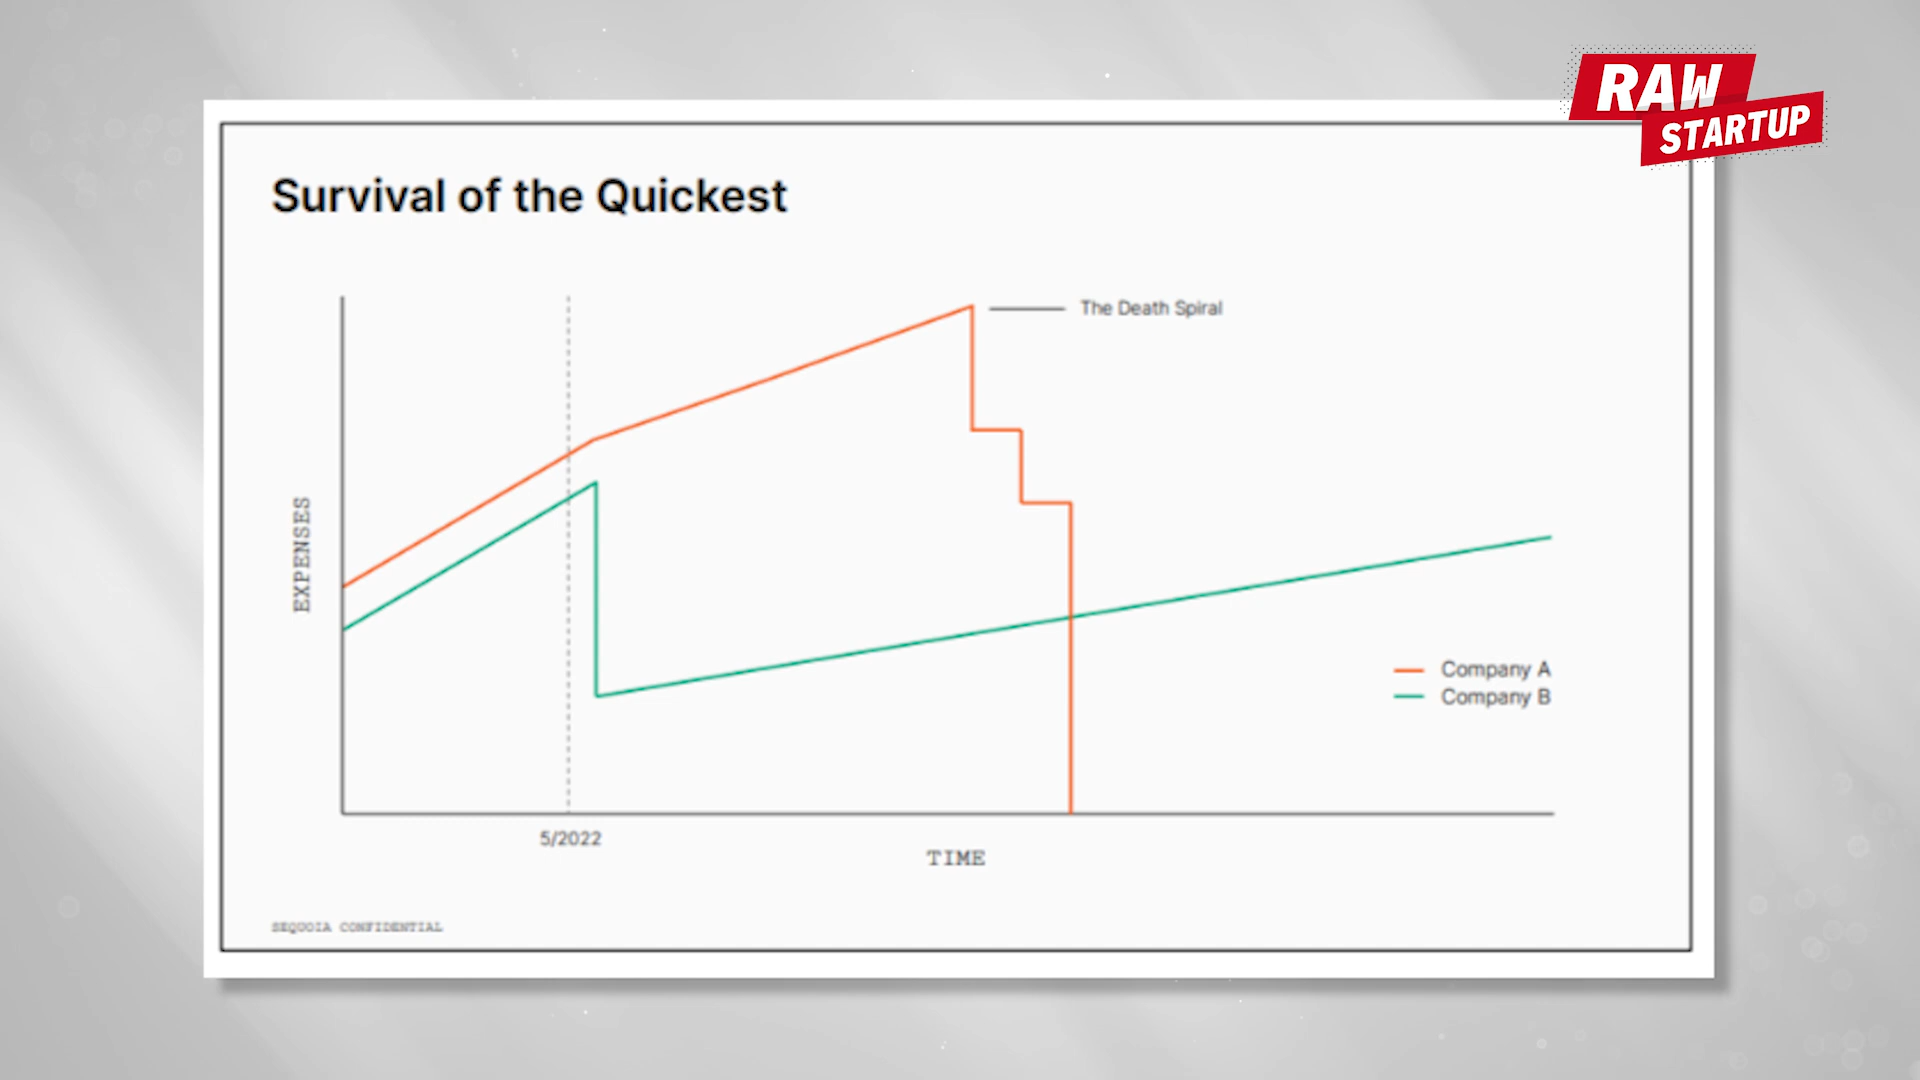 RAW
STARTUP
Survival of the Quickest
The Death Spiral
EXPENSES
Company A
Company B
5/2022
TIME
SEQUOIA CONFIDENTIAL